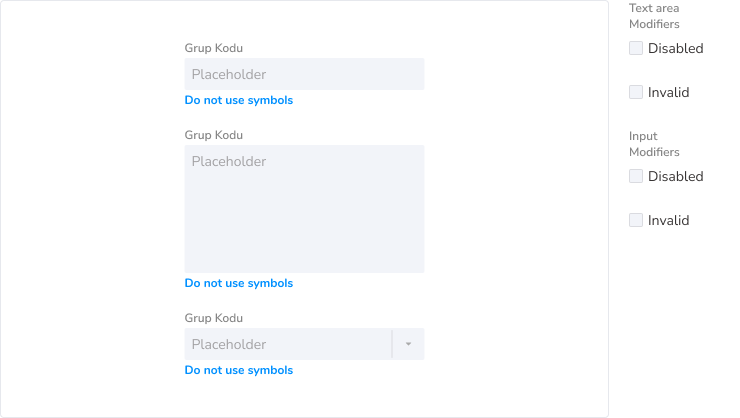 Grup Kodu
Placeholder
Do not use symbols
Grup Kodu
Placeholder
Do not use symbols
Grup Kodu
Placeholder
Do not use symbols
Text area
Modifiers
Disabled
Invalid
Input
Modifiers
Disabled
Invalid